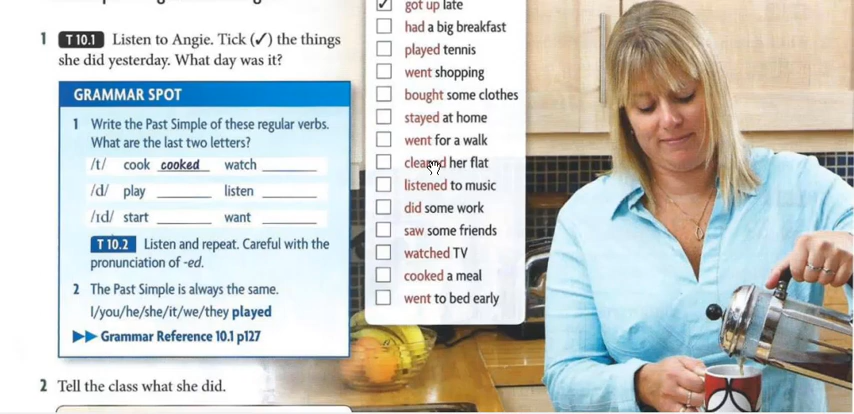 1 T 10.1 Listen to Angie. Tick (✓) the things
she did yesterday. What day was it?
GRAMMAR SPOT
1 Write the Past Simple of these regular verbs.
What are the last two letters?
/t/ cook cooked watch ______
/d/ play ______ listen ______
/ɪd/ start ______ want ______
T 10.2 Listen and repeat. Careful with the
pronunciation of -ed.
2 The Past Simple is always the same.
I/you/he/she/it/we/they played
▶▶ Grammar Reference 10.1 p127
2 Tell the class what she did.
✓ got up late
had a big breakfast
played tennis
went shopping
bought some clothes
stayed at home
went for a walk
cleaned her flat
listened to music
did some work
saw some friends
watched TV
cooked a meal
went to bed early